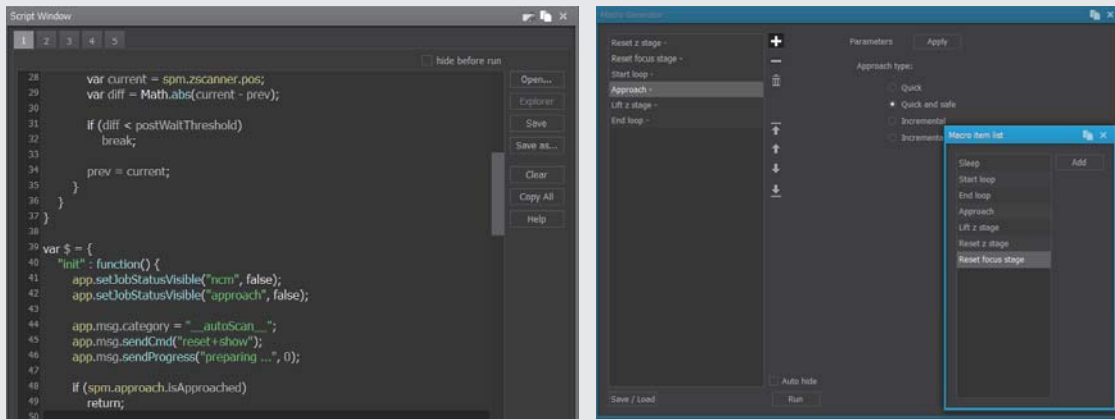 Script Window
1 2 3 4 5
hide before run
28 var current = spm.zscanner.pos;
29 var diff = Math.abs(current - prev);
30
31 if (diff < postWaitThreshold)
32 break;
33
34 prev = current;
35 }
36 }
37 }
38
39 var $ = {
40 "init" : function() {
41 app.setJobStatusVisible("ncm", false);
42 app.setJobStatusVisible("approach", false);
43
44 app.msg.category = "__autoScan__";
45 app.msg.sendCmd("reset+show");
46 app.msg.sendProgress("preparing ...", 0);
47
48 if (spm.approach.isApproached)
49 return;
50
Open...
Explorer
Save
Save as...
Clear
Copy All
Help
Macro Generator
Reset z stage -
Reset focus stage -
Start loop -
Approach -
Lift z stage -
End loop -
Save / Load
Parameters Apply
Approach type:
Quick
Quick and safe
Incremental
Incrementa
Auto hide
Run
Macro item list
Sleep
Start loop
End loop
Approach
Lift z stage
Reset z stage
Reset focus stage
Add